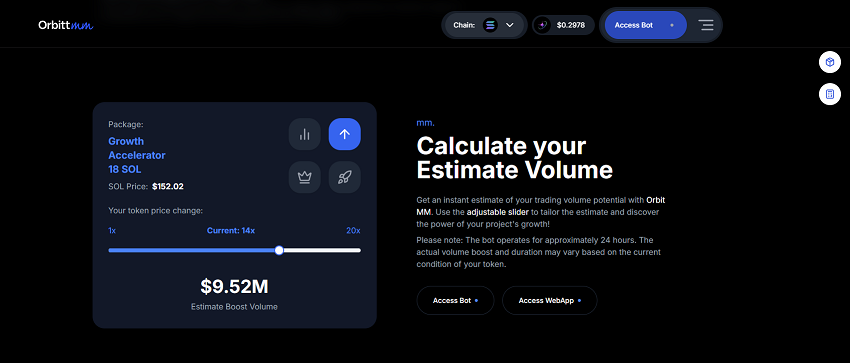 Orbittmm
Chain:
$0.2978
Access Bot
Package:
Growth
Accelerator
18 SOL
SOL Price: $152.02
Your token price change:
1x Current: 14x 20x
$9.52M
Estimate Boost Volume
mm.
Calculate your
Estimate Volume
Get an instant estimate of your trading volume potential with Orbit
MM. Use the adjustable slider to tailor the estimate and discover
the power of your project's growth!
Please note: The bot operates for approximately 24 hours. The
actual volume boost and duration may vary based on the current
condition of your token.
Access Bot
Access WebApp